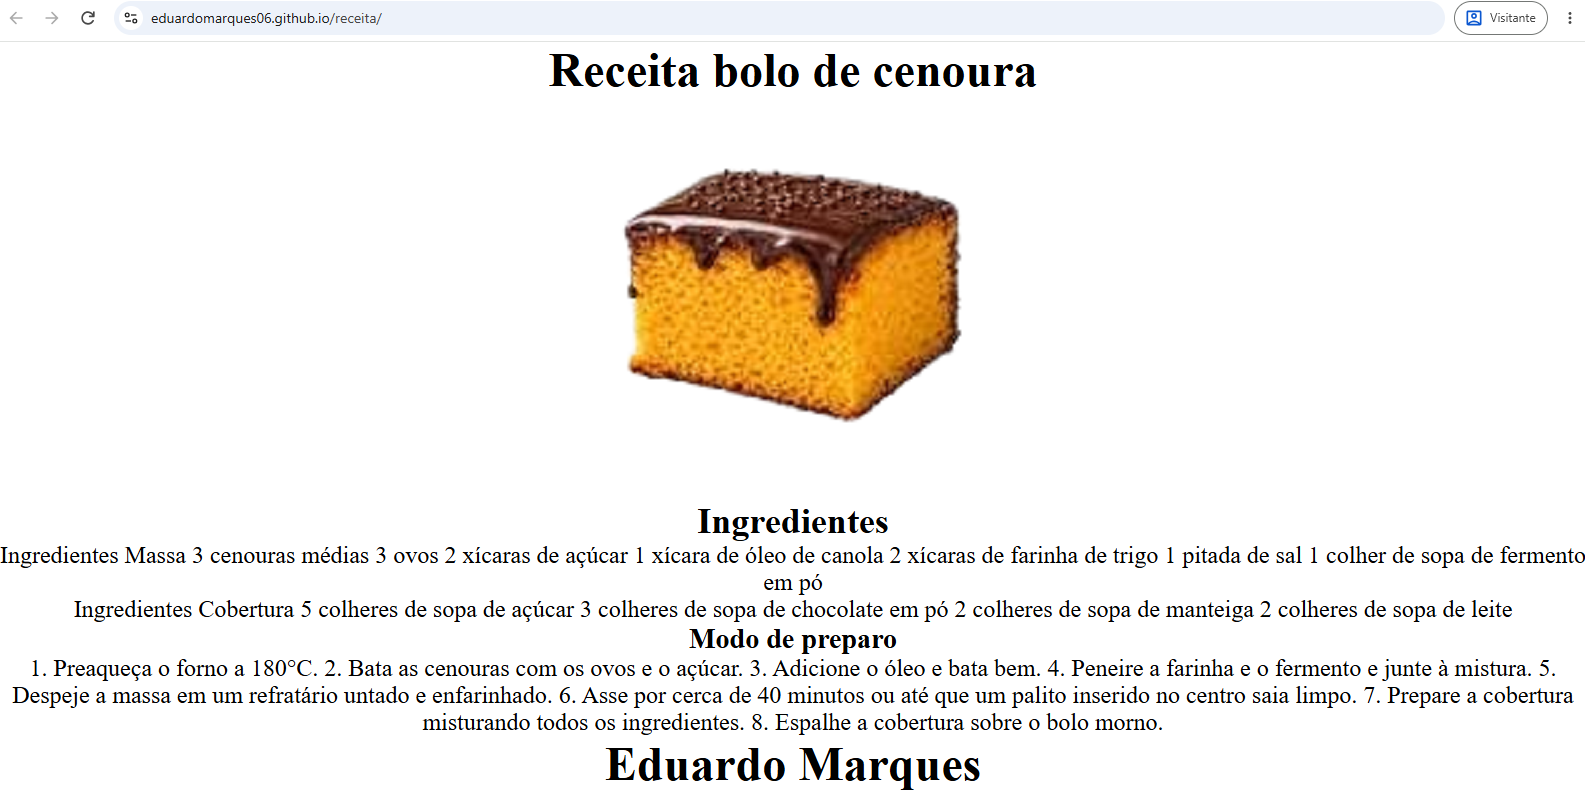 eduardomarques06.github.io/receita/
Visitante
Receita bolo de cenoura
Ingredientes
Ingredientes Massa 3 cenouras médias 3 ovos 2 xícaras de açúcar 1 xícara de óleo de canola 2 xícaras de farinha de trigo 1 pitada de sal 1 colher de sopa de fermento
em pó
Ingredientes Cobertura 5 colheres de sopa de açúcar 3 colheres de sopa de chocolate em pó 2 colheres de sopa de manteiga 2 colheres de sopa de leite
Modo de preparo
1. Preaqueça o forno a 180°C. 2. Bata as cenouras com os ovos e o açúcar. 3. Adicione o óleo e bata bem. 4. Peneire a farinha e o fermento e junte à mistura. 5.
Despeje a massa em um refratário untado e enfarinhado. 6. Asse por cerca de 40 minutos ou até que um palito inserido no centro saia limpo. 7. Prepare a cobertura
misturando todos os ingredientes. 8. Espalhe a cobertura sobre o bolo morno.
Eduardo Marques